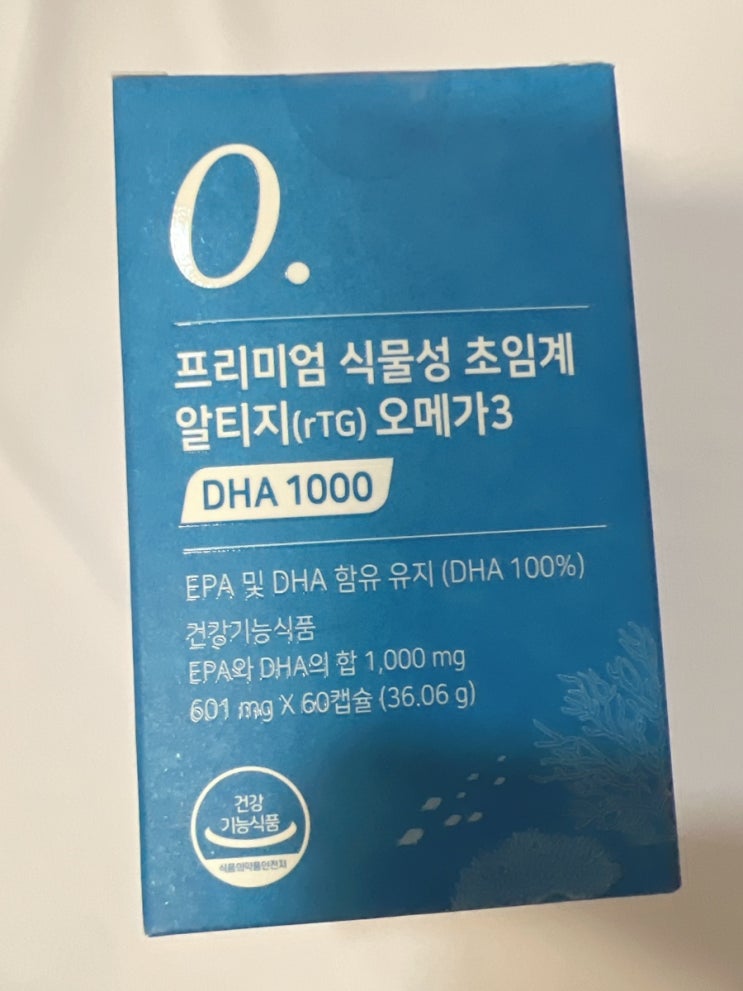 O.
프리미엄 식물성 초임계
알티지(rTG) 오메가3
DHA 1000
EPA 및 DHA 함유 유지 (DHA 100%)
건강기능식품
EPA와 DHA의 합 1,000 mg
601 mg X 60캡슐 (36.06 g)
건강
기능식품
식품의약품안전처